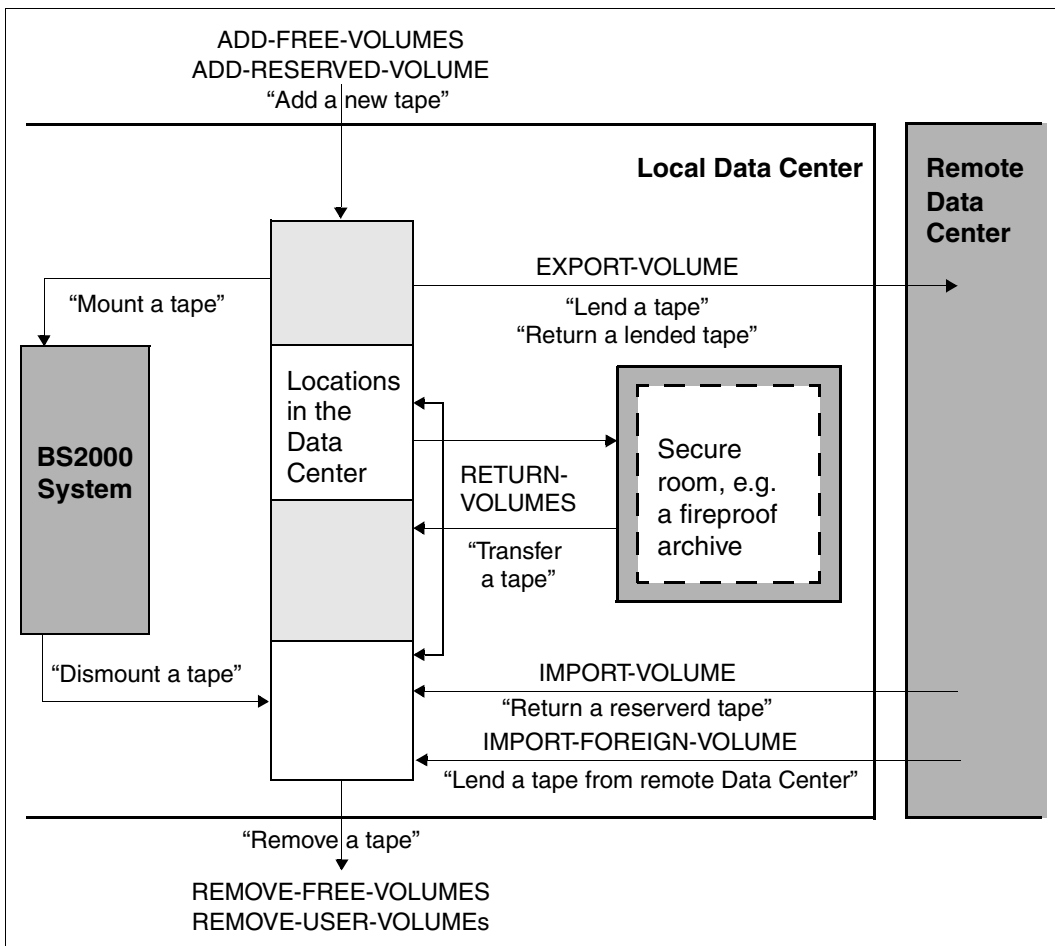 ADD-FREE-VOLUMES
ADD-RESERVED-VOLUME
“Add a new tape”
Local Data Center
Remote
Data
Center
EXPORT-VOLUME
“Mount a tape”
“Lend a tape”
“Return a lended tape”
Locations
in the
Data
Center
BS2000
System
Secure
room, e.g.
a fireproof
archive
RETURN-
VOLUMES
“Transfer
a tape”
“Dismount a tape”
IMPORT-VOLUME
“Return a reserverd tape”
IMPORT-FOREIGN-VOLUME
“Lend a tape from remote Data Center”
“Remove a tape”
REMOVE-FREE-VOLUMES
REMOVE-USER-VOLUMEs